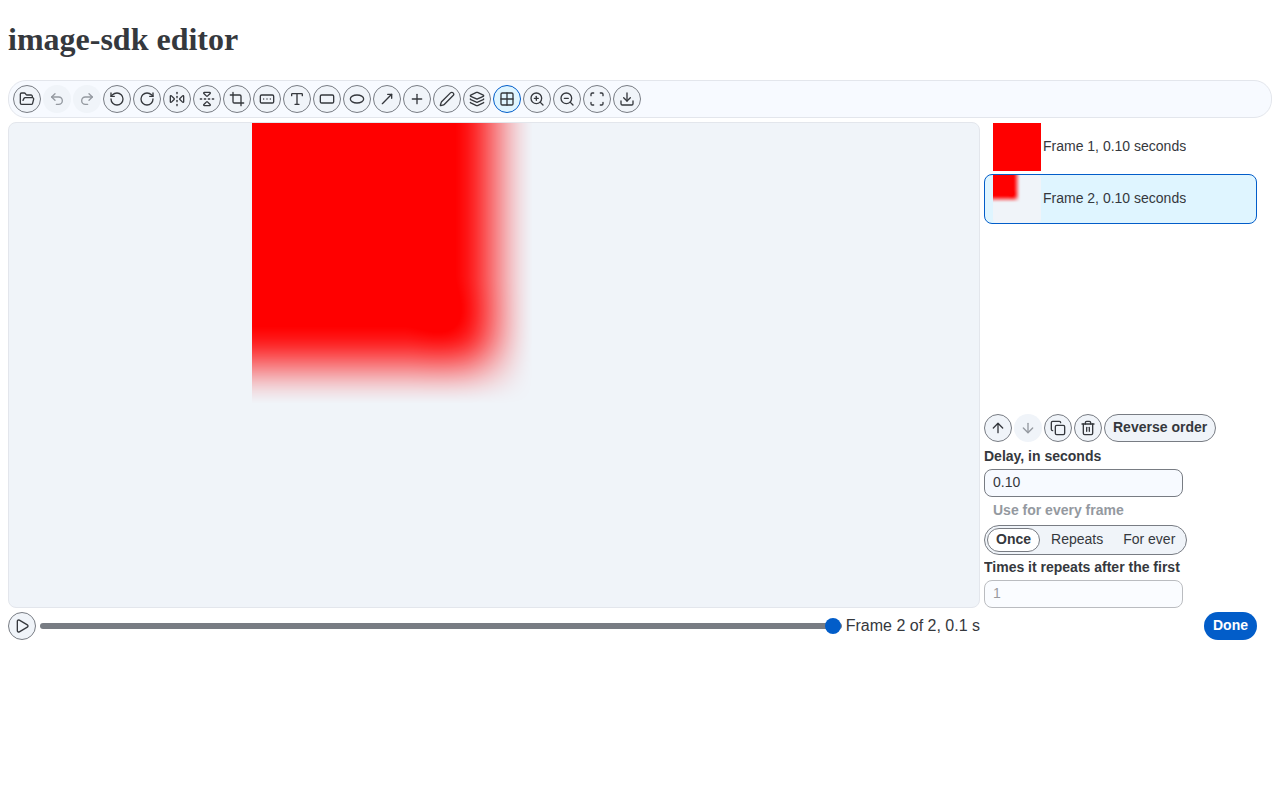 image-sdk editor
Frame 1, 0.10 seconds
Frame 2, 0.10 seconds
Reverse order
Delay, in seconds
0.10
Use for every frame
Once Repeats For ever
Times it repeats after the first
1
Frame 2 of 2, 0.1 s
Done